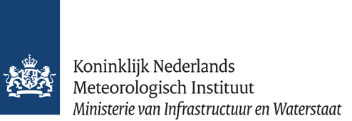 Koninklijk Nederlands
Meteorologisch Instituut
Ministerie van Infrastructuur en Waterstaat